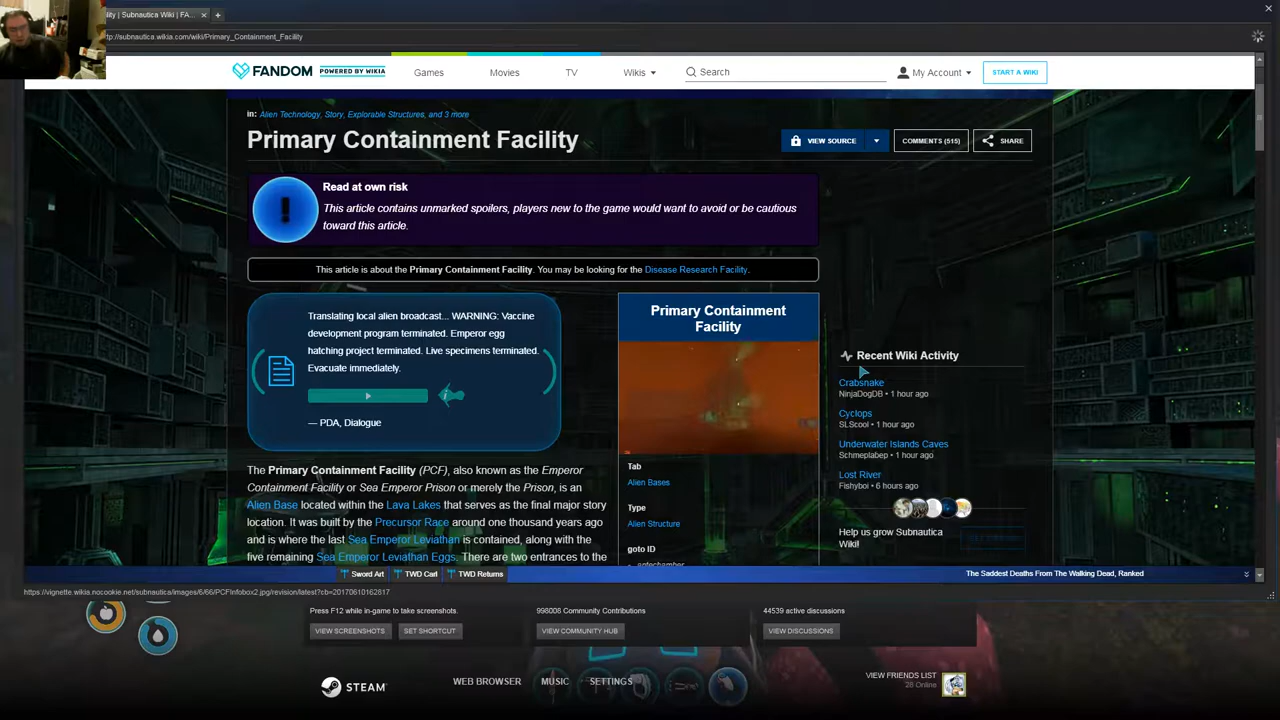 lity | Subnautica Wiki | FA...
tp://subnautica.wikia.com/wiki/Primary_Containment_Facility
FANDOM POWERED BY WIKIA
Games
Movies
TV
Wikis
Search
My Account
START A WIKI
in: Alien Technology, Story, Explorable Structures, and 3 more
Primary Containment Facility
VIEW SOURCE
COMMENTS (515)
SHARE
Read at own risk
This article contains unmarked spoilers, players new to the game would want to avoid or be cautious
toward this article.
This article is about the Primary Containment Facility. You may be looking for the Disease Research Facility.
Translating local alien broadcast... WARNING: Vaccine
development program terminated. Emperor egg
hatching project terminated. Live specimens terminated.
Evacuate immediately.
— PDA, Dialogue
Primary Containment
Facility
Tab
Alien Bases
Type
Alien Structure
goto ID
The Primary Containment Facility (PCF), also known as the Emperor
Containment Facility or Sea Emperor Prison or merely the Prison, is an
Alien Base located within the Lava Lakes that serves as the final major story
location. It was built by the Precursor Race around one thousand years ago
and is where the last Sea Emperor Leviathan is contained, along with the
five remaining Sea Emperor Leviathan Eggs. There are two entrances to the
Recent Wiki Activity
Crabsnake
NinjaDogDB • 1 hour ago
Cyclops
SLScool • 1 hour ago
Underwater Islands Caves
Schmeplabep • 1 hour ago
Lost River
Fishyboi • 6 hours ago
Help us grow Subnautica
Wiki!
Sword Art
TWD Carl
TWD Returns
The Saddest Deaths From The Walking Dead, Ranked
https://vignette.wikia.nocookie.net/subnautica/images/6/66/PCFInfobox2.jpg/revision/latest?cb=20170610162817
Press F12 while in-game to take screenshots.
998008 Community Contributions
44539 active discussions
VIEW SCREENSHOTS
SET SHORTCUT
VIEW COMMUNITY HUB
VIEW DISCUSSIONS
STEAM
WEB BROWSER
MUSIC
SETTINGS
VIEW FRIENDS LIST
28 Online